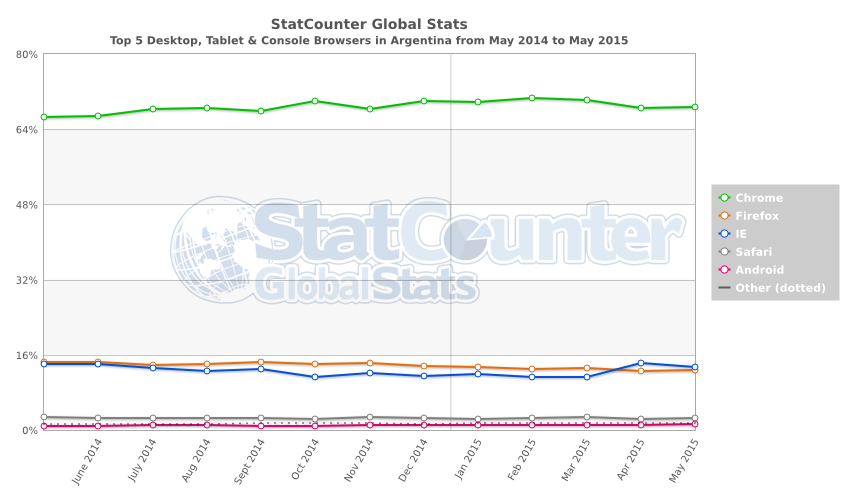 StatCounter Global Stats
Top 5 Desktop, Tablet & Console Browsers in Argentina from May 2014 to May 2015
80%
64%
48%
32%
16%
0%
StatCounter
GlobalStats
Chrome
Firefox
IE
Safari
Android
Other (dotted)
June 2014
July 2014
Aug 2014
Sept 2014
Oct 2014
Nov 2014
Dec 2014
Jan 2015
Feb 2015
Mar 2015
Apr 2015
May 2015